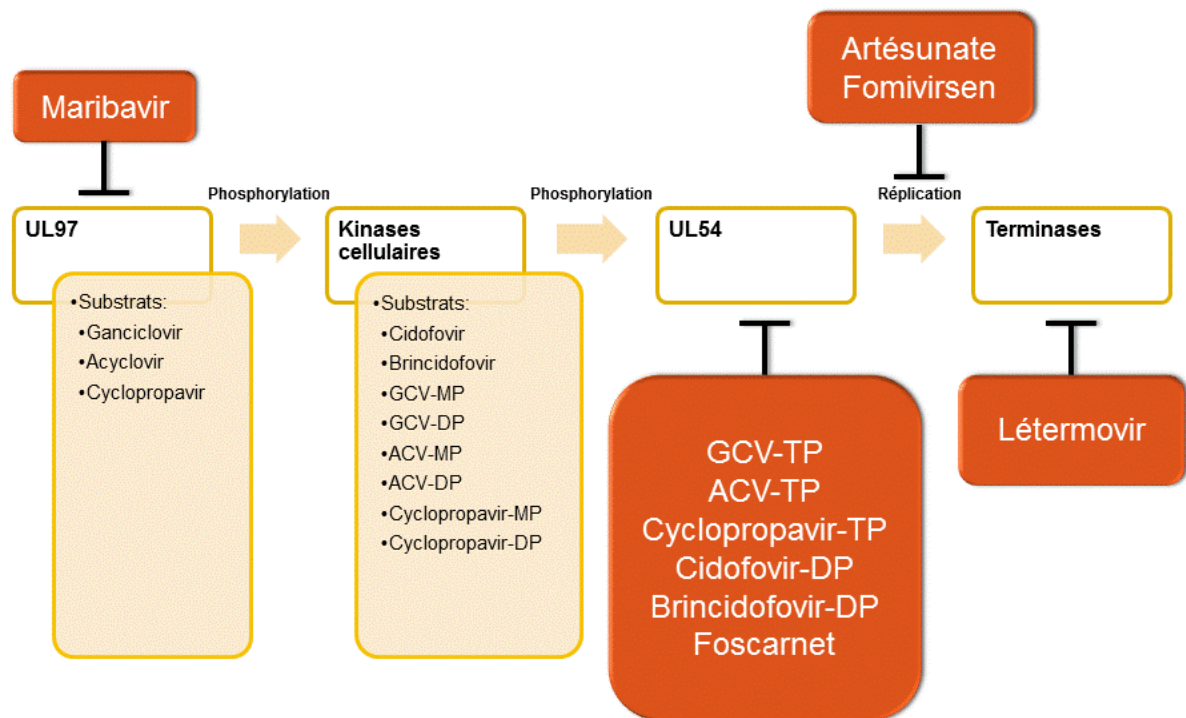 Artésunate
Fomivirsen
Maribavir
Phosphorylation
Phosphorylation
Réplication
UL97
Kinases
cellulaires
UL54
Terminases
•Substrats:
•Ganciclovir
•Acyclovir
•Cyclopropavir
•Substrats:
•Cidofovir
•Brincidofovir
•GCV-MP
•GCV-DP
•ACV-MP
•ACV-DP
•Cyclopropavir-MP
•Cyclopropavir-DP
GCV-TP
ACV-TP
Cyclopropavir-TP
Cidofovir-DP
Brincidofovir-DP
Foscarnet
Létermovir